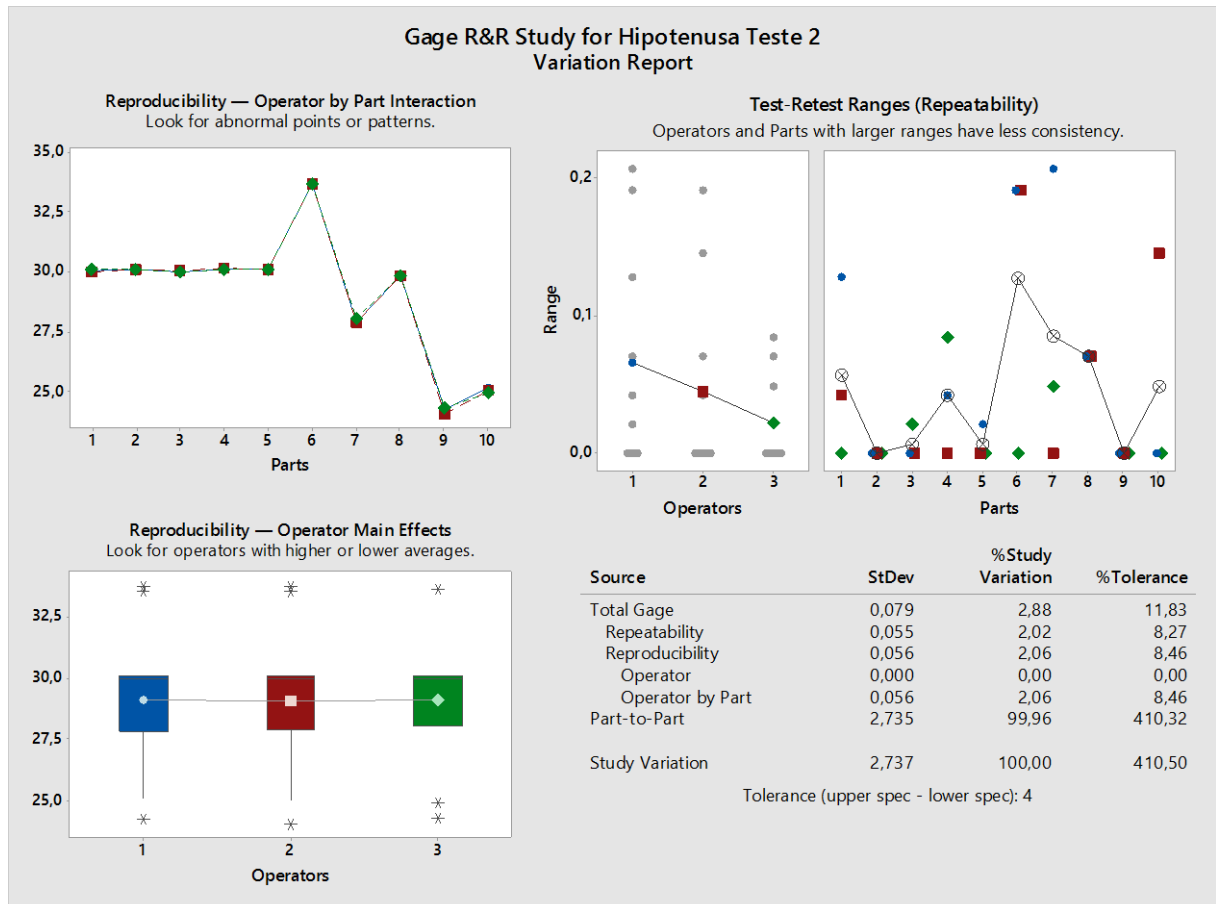 Gage R&R Study for Hipotenusa Teste 2
Variation Report
Reproducibility — Operator by Part Interaction
Look for abnormal points or patterns.
35,0
32,5
30,0
27,5
25,0
1 2 3 4 5 6 7 8 9 10
Parts
Test-Retest Ranges (Repeatability)
Operators and Parts with larger ranges have less consistency.
Range
0,2
0,1
0,0
1 2 3
Operators
1 2 3 4 5 6 7 8 9 10
Parts
Reproducibility — Operator Main Effects
Look for operators with higher or lower averages.
32,5
30,0
27,5
25,0
1 2 3
Operators
%Study
Source StDev Variation %Tolerance
Total Gage 0,079 2,88 11,83
Repeatability 0,055 2,02 8,27
Reproducibility 0,056 2,06 8,46
Operator 0,000 0,00 0,00
Operator by Part 0,056 2,06 8,46
Part-to-Part 2,735 99,96 410,32
Study Variation 2,737 100,00 410,50
Tolerance (upper spec - lower spec): 4